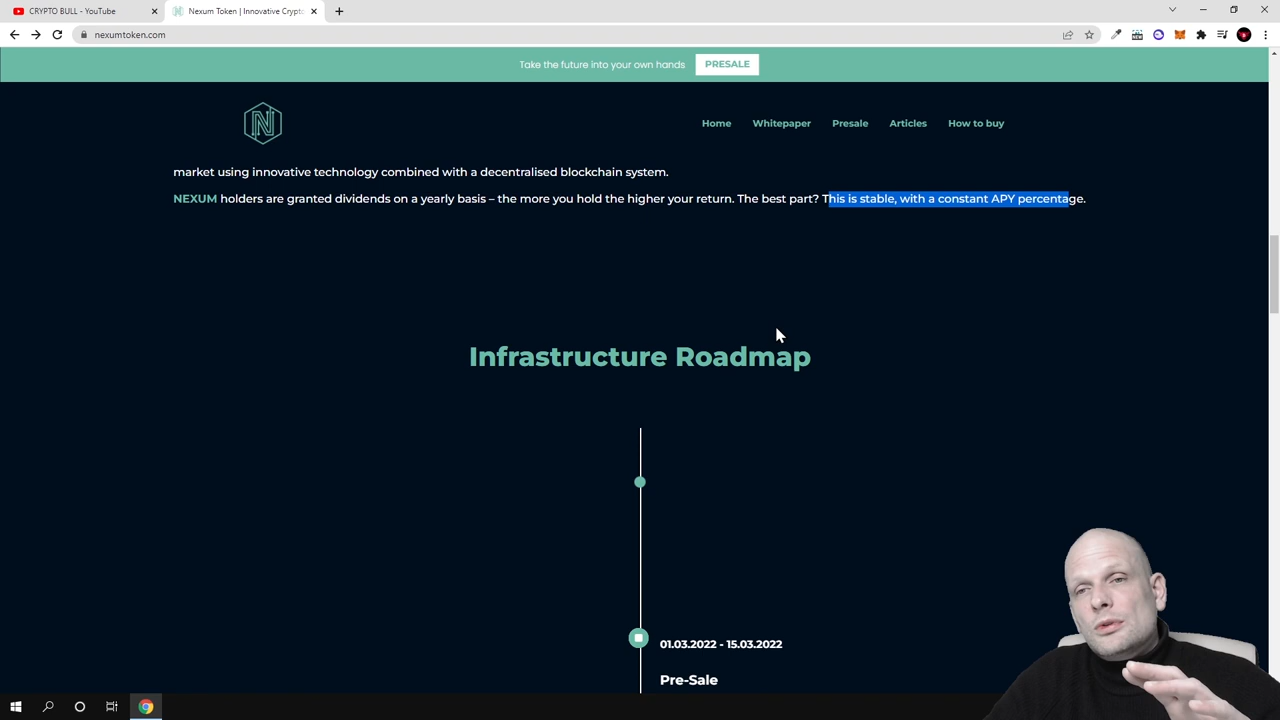 CRYPTO BULL - YouTube
Nexum Token | Innovative Crypto
nexumtoken.com
Take the future into your own hands
PRESALE
N
Home
Whitepaper
Presale
Articles
How to buy
market using innovative technology combined with a decentralised blockchain system.
NEXUM holders are granted dividends on a yearly basis – the more you hold the higher your return. The best part? This is stable, with a constant APY percentage.
Infrastructure Roadmap
01.03.2022 - 15.03.2022
Pre-Sale